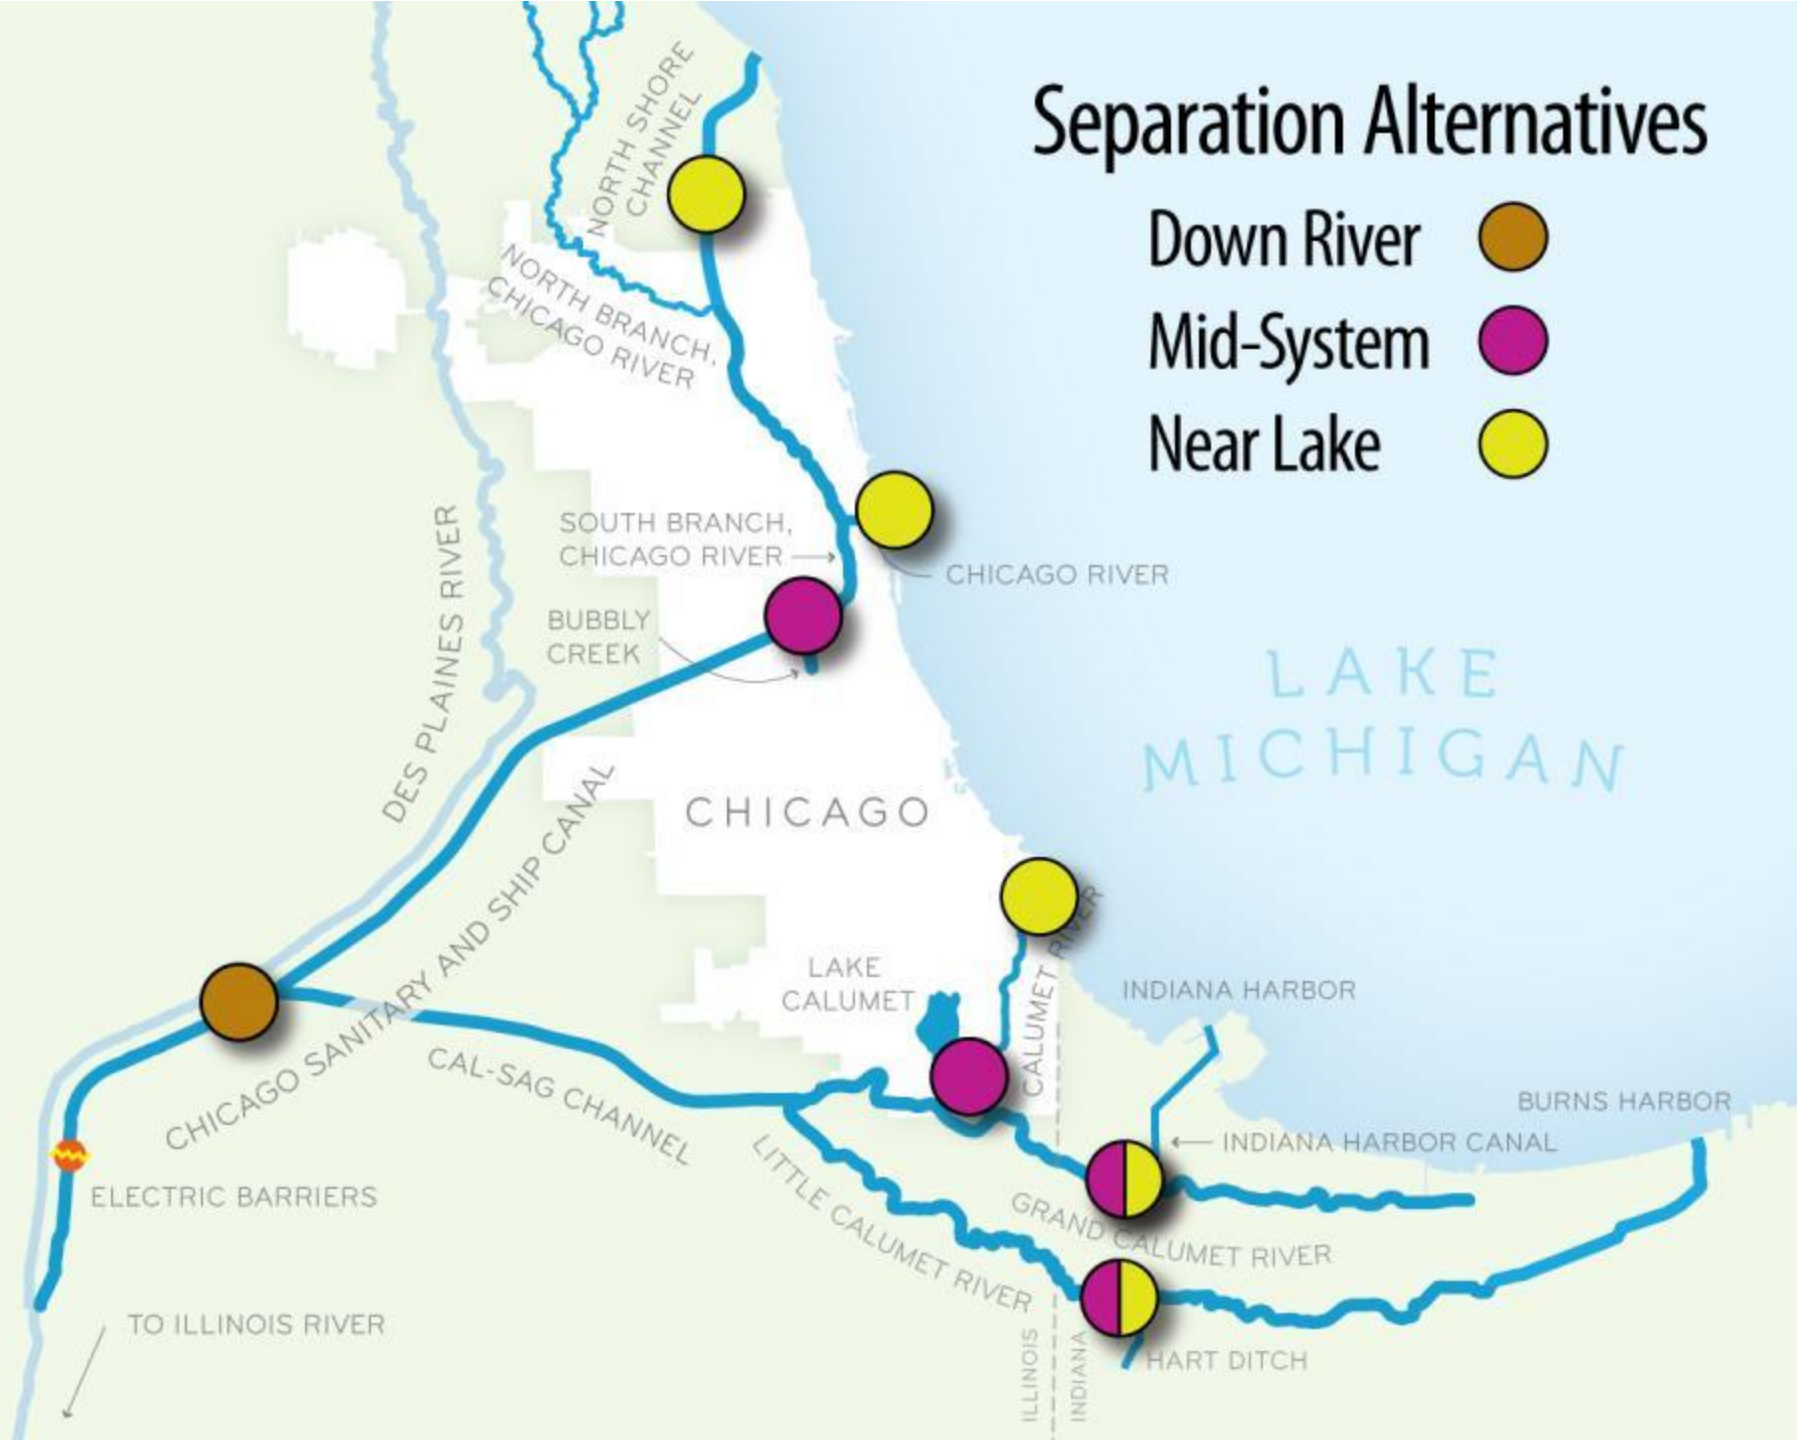 Separation Alternatives
Down River
Mid-System
Near Lake
NORTH SHORE
CHANNEL
NORTH BRANCH,
CHICAGO RIVER
SOUTH BRANCH,
CHICAGO RIVER
CHICAGO RIVER
BUBBLY
CREEK
DES PLAINES RIVER
LAKE
MICHIGAN
CHICAGO
CHICAGO SANITARY AND SHIP CANAL
LAKE
CALUMET
CALUMET RIVER
INDIANA HARBOR
CAL-SAG CHANNEL
BURNS HARBOR
INDIANA HARBOR CANAL
ELECTRIC BARRIERS
LITTLE CALUMET RIVER
GRAND CALUMET RIVER
TO ILLINOIS RIVER
ILLINOIS
INDIANA
HART DITCH